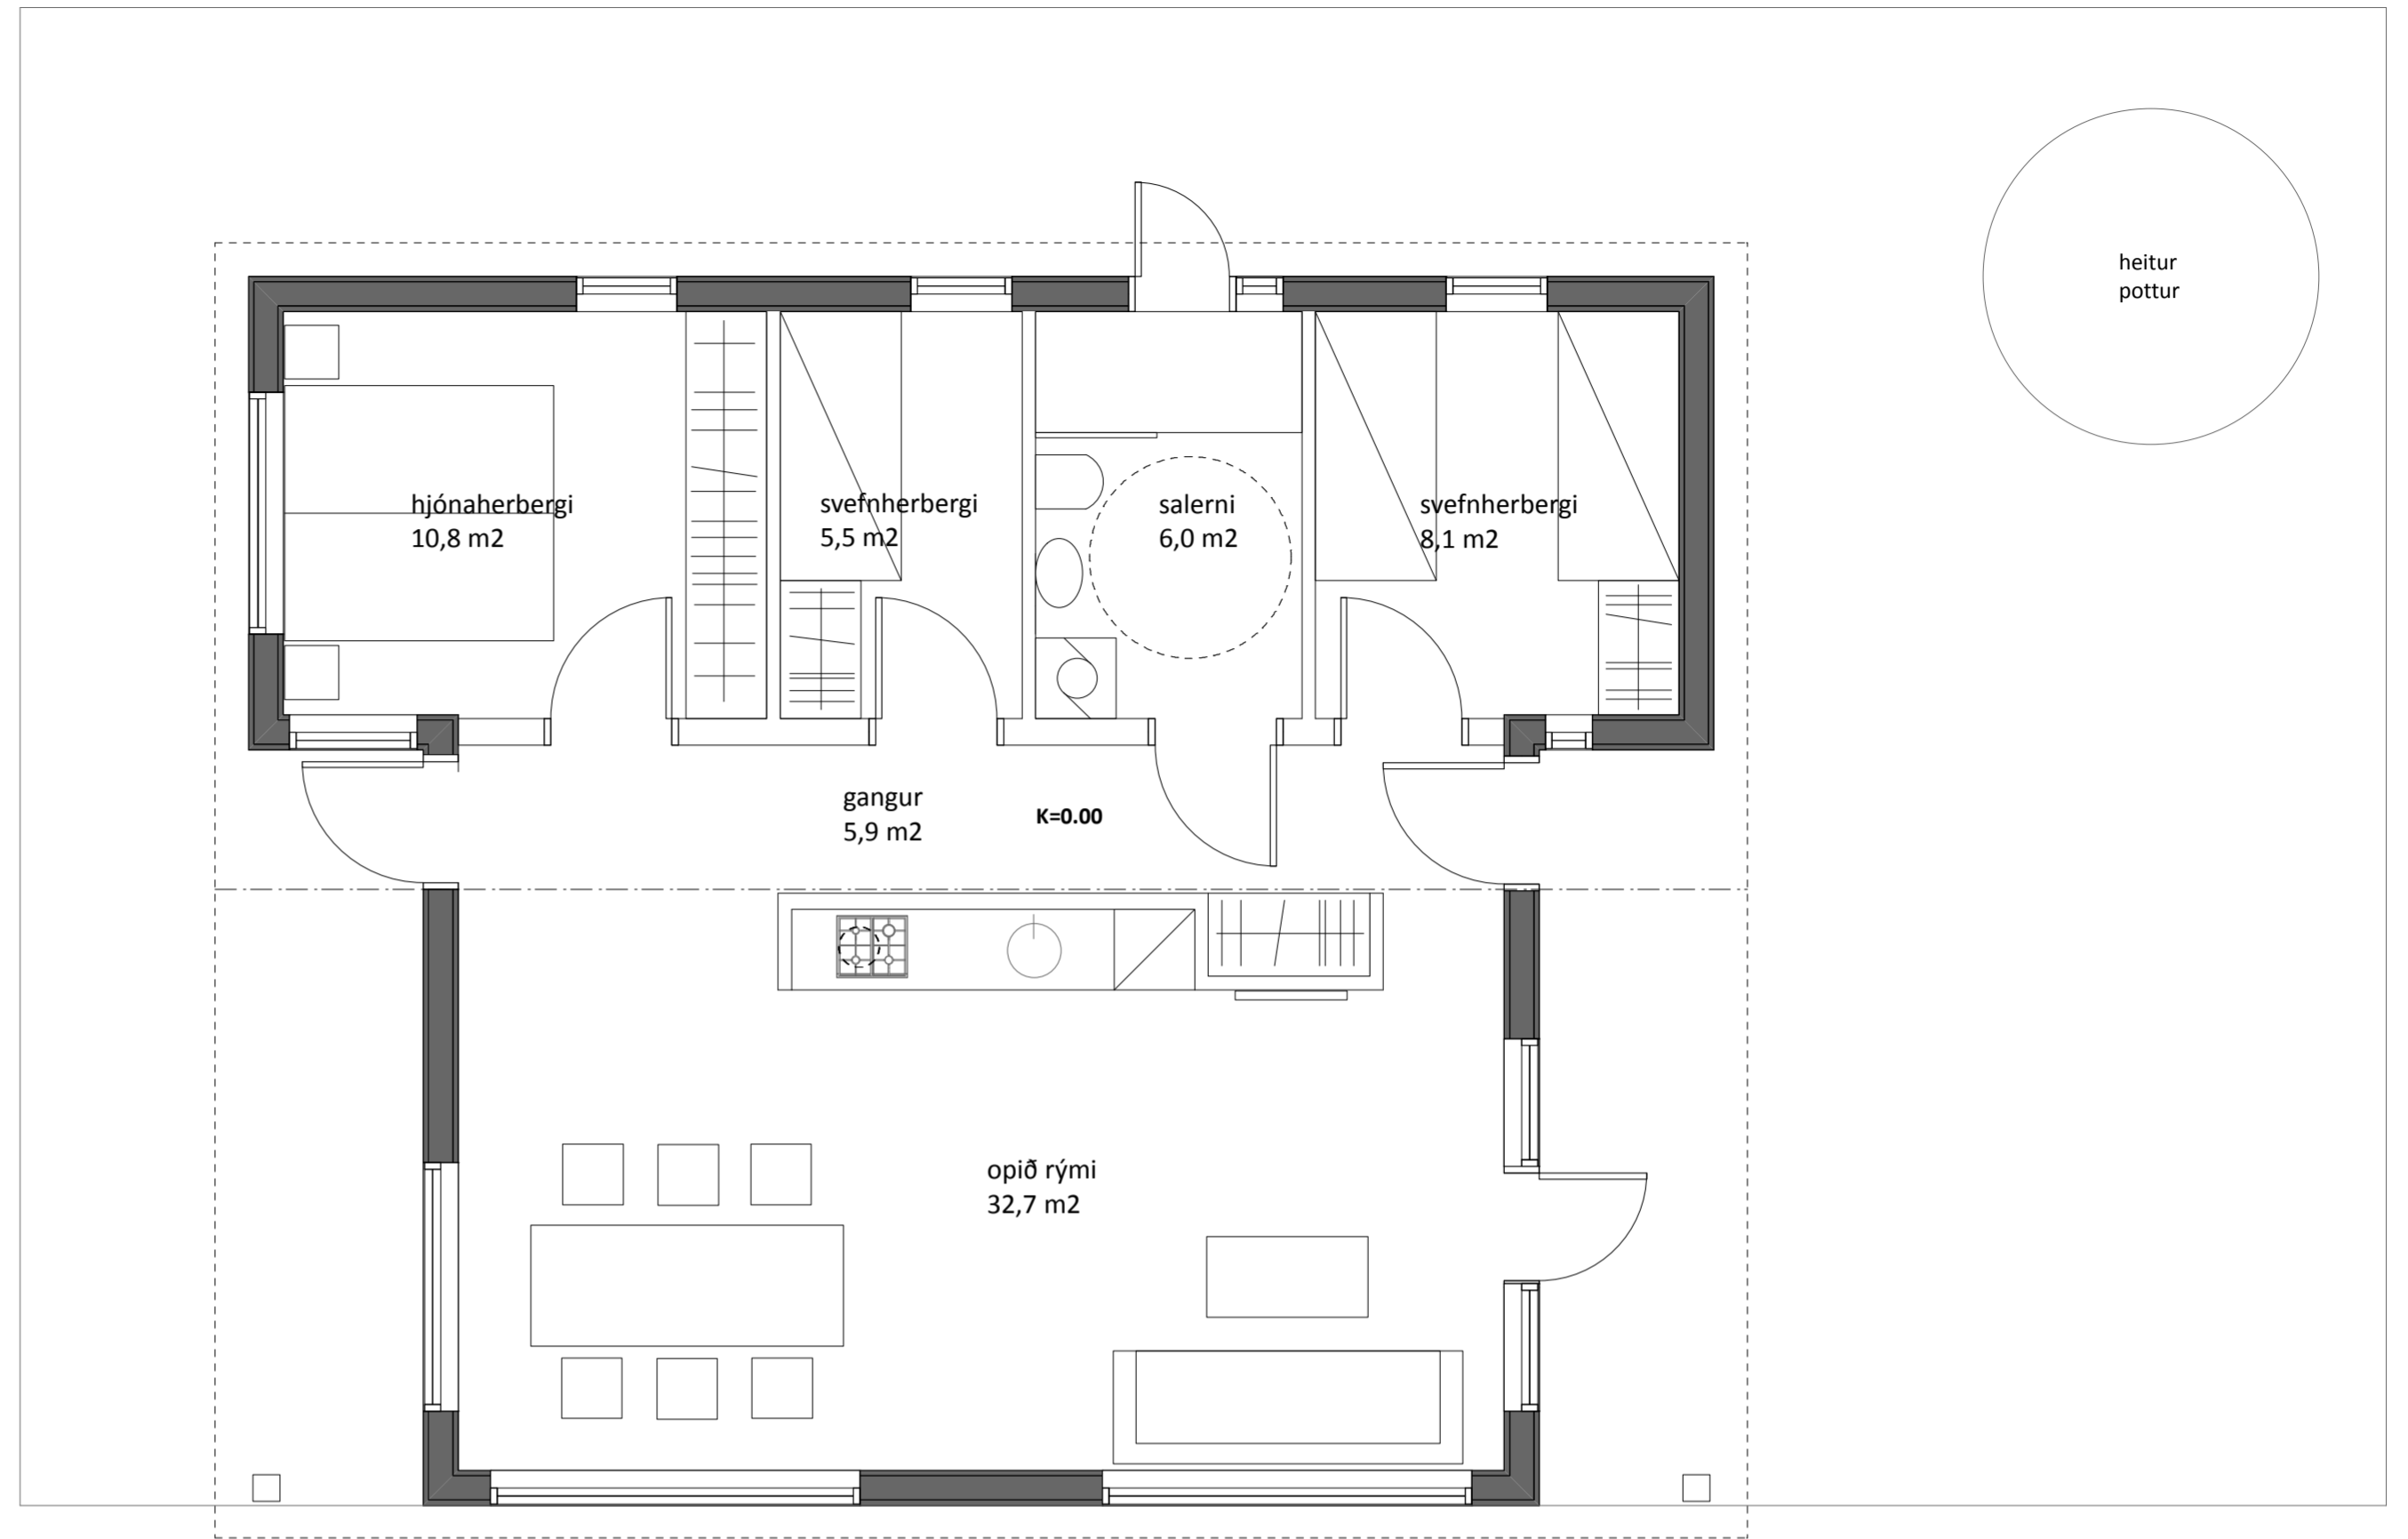 heitur
pottur
hjónaherbergi
10,8 m2
svefnherbergi
5,5 m2
salerni
6,0 m2
svefnherbergi
8,1 m2
gangur
5,9 m2
K=0.00
opið rými
32,7 m2